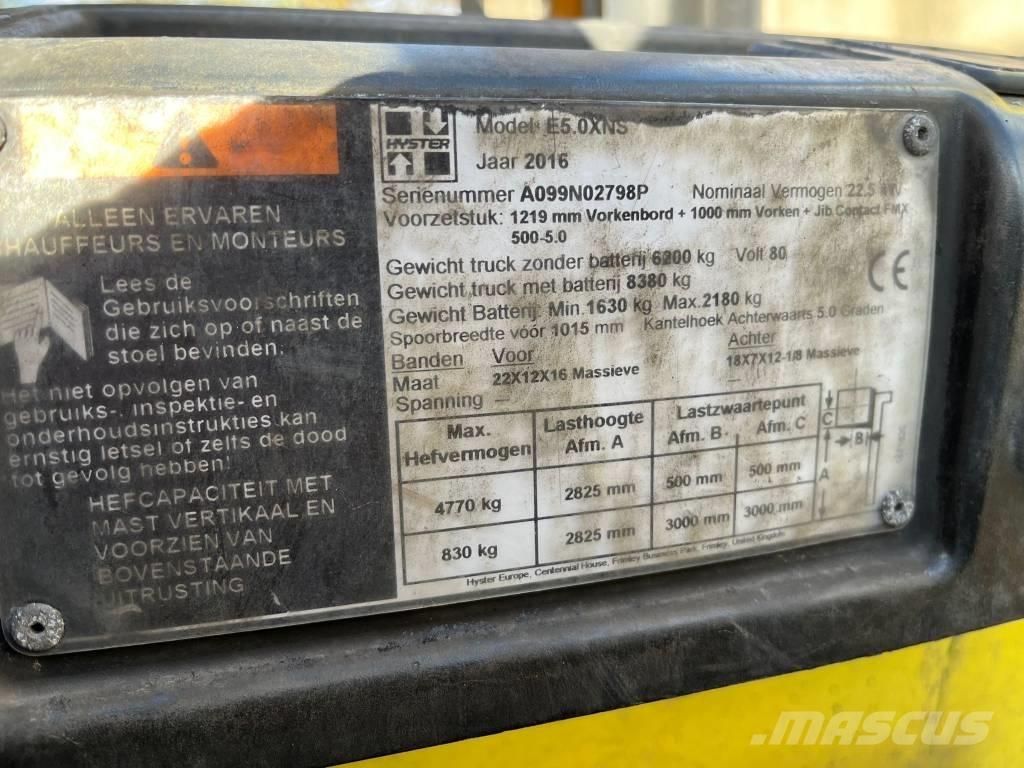 ALLEEN ERVAREN
CHAUFFEURS EN MONTEURS
Lees de
Gebruiksvoorschriften
die zich op of naast de
stoel bevinden.
Het niet opvolgen van
gebruiks-, inspektie- en
onderhoudsinstrukties kan
ernstig letsel of zelfs de dood
tot gevolg hebben!
HEFCAPACITEIT MET
MAST VERTIKAAL EN
VOORZIEN VAN
BOVENSTAANDE
UITRUSTING
HYSTER
Model: E5.0XNS
Jaar 2016
Serienummer A099N02798P Nominaal Vermogen 22.5 kW
Voorzetstuk: 1219 mm Vorkenbord + 1000 mm Vorken + Jib Contact FMX
500-5.0
Gewicht truck zonder batterij 6200 kg Volt 80
Gewicht truck met batterij 8380 kg
Gewicht Batterij: Min. 1630 kg Max. 2180 kg
Spoorbreedte vóór 1015 mm Kantelhoek Achterwaarts 5.0 Graden
Banden Voor Achter
Maat 22X12X16 Massieve 18X7X12-1/8 Massieve
Spanning — —
CE
Max. Hefvermogen Lasthoogte Afm. A Lastzwaartepunt
Afm. B Afm. C
4770 kg 2825 mm 500 mm 500 mm
830 kg 2825 mm 3000 mm 3000 mm
C
B
A
Hyster Europe, Centennial House, Frimley Business Park, Frimley, United Kingdom
MASCUS